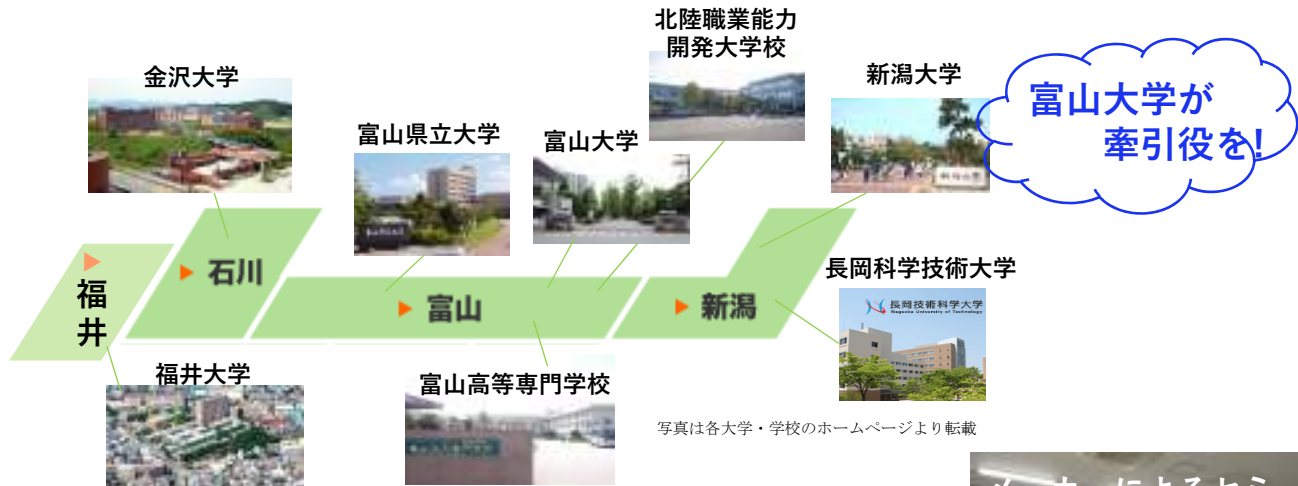 北陸職業能力
開発大学校
金沢大学
新潟大学
富山大学が
牽引役を!
富山県立大学
富山大学
石川
福
井
富山
新潟
長岡科学技術大学
長岡技術科学大学
Nagaoka University of Technology
福井大学
富山高等専門学校
写真は各大学・学校のホームページより転載